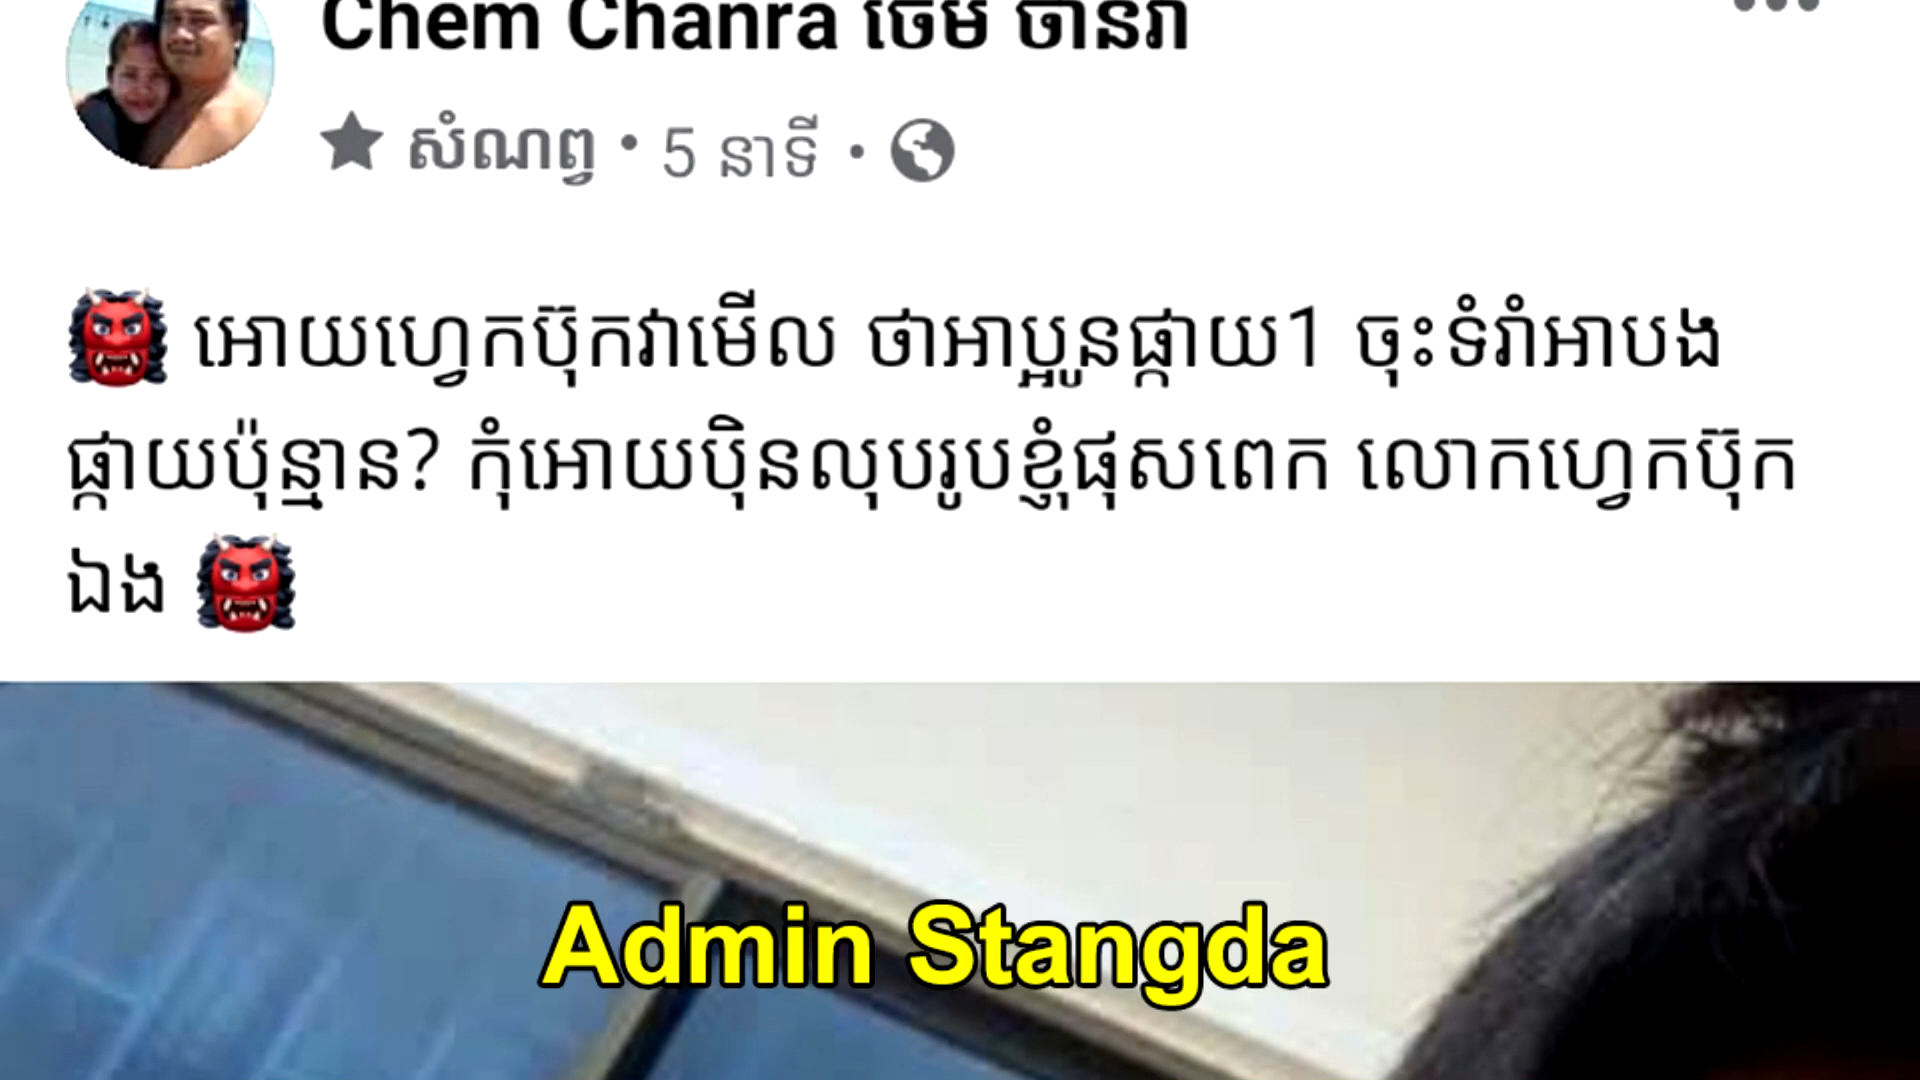 Chem Chanra ចែម ចាន់រ៉ា
សំណព្វ • 5 នាទី •
អោយហ្វេកប៊ុកវាមើល ថាអាប្អូនផ្កាយ1 ចុះទំរាំអាបង
ផ្កាយប៉ុន្មាន? កុំអោយប៉ិនលុបរូបខ្ញុំផុសពេក លោកហ្វេកប៊ុក
ឯង
Admin Stangda